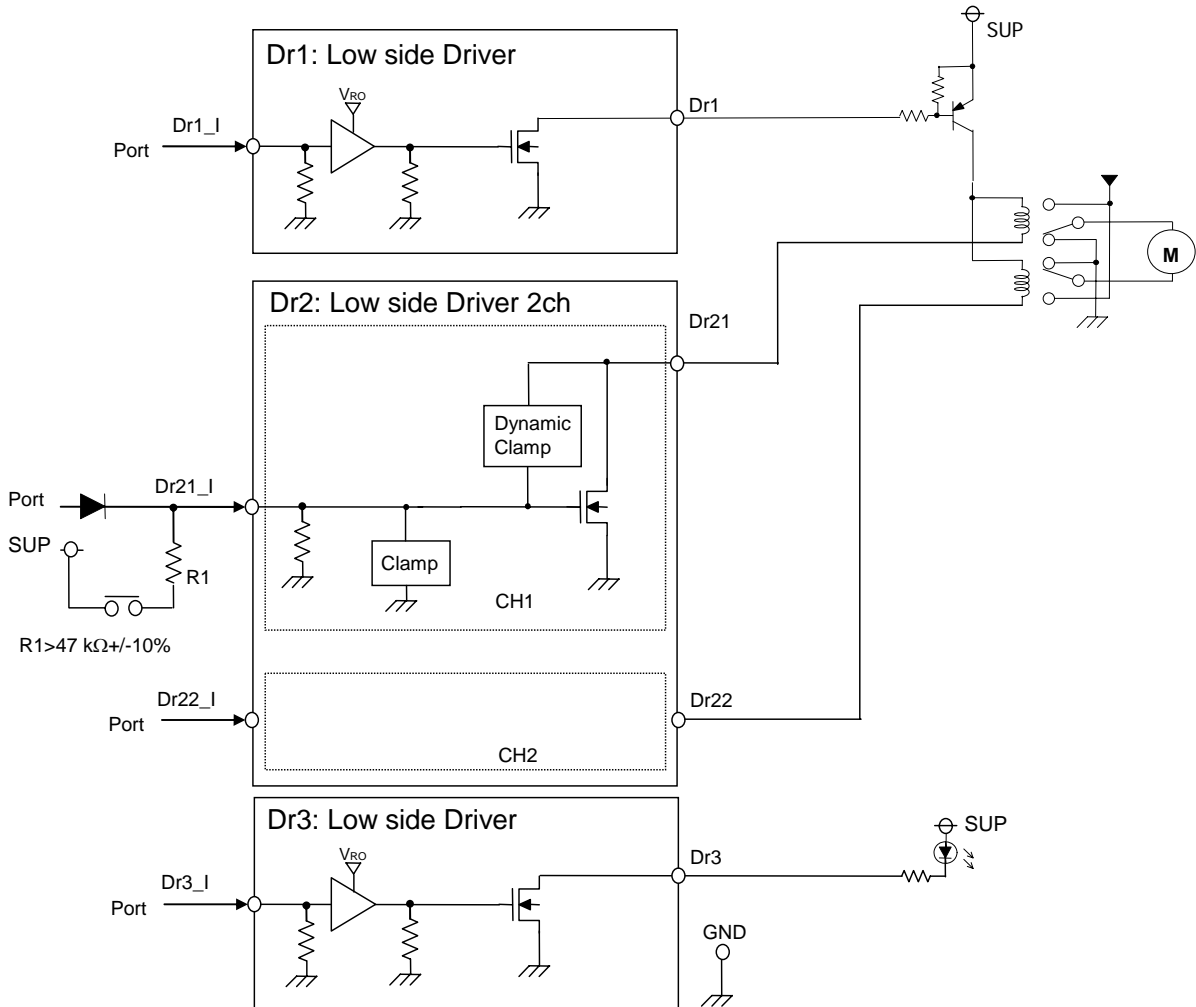 SUP
Dr1: Low side Driver
VRO
Dr1_I
Port
Dr1
M
Dr2: Low side Driver 2ch
Dr21
Dynamic
Clamp
Port
Dr21_I
SUP
R1
Clamp
CH1
R1>47 kΩ+/-10%
Dr22_I
Port
Dr22
CH2
Dr3: Low side Driver
SUP
VRO
Dr3_I
Port
Dr3
GND